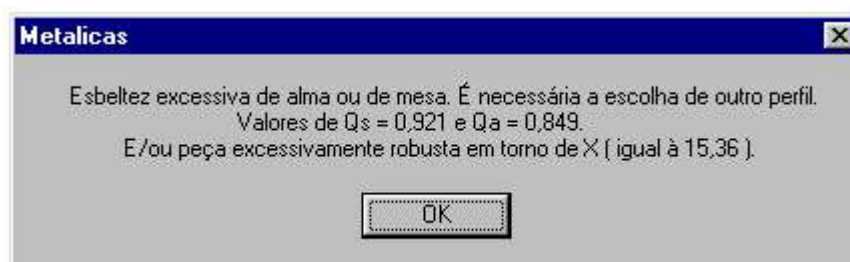 Metalicas
Esbeltez excessiva de alma ou de mesa. É necessária a escolha de outro perfil.
Valores de Qs = 0,921 e Qa = 0,849.
E/ou peça excessivamente robusta em torno de X ( igual à 15,36 ).
OK